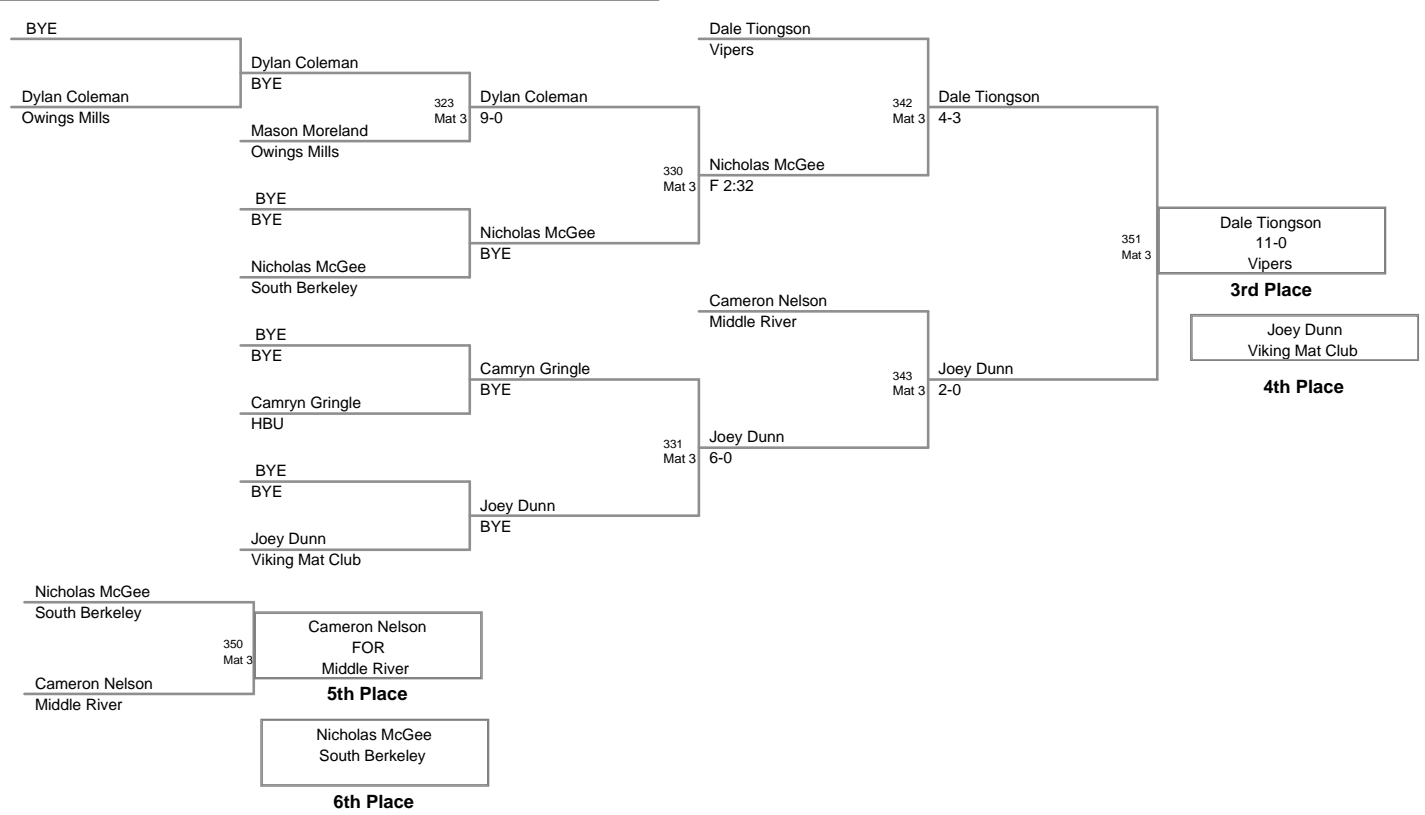 BYE
Dylan Coleman
Owings Mills
Dylan Coleman
BYE
Mason Moreland
Owings Mills
323
Mat 3
Dylan Coleman
9-0
BYE
BYE
Nicholas McGee
South Berkeley
Nicholas McGee
BYE
330
Mat 3
Nicholas McGee
F 2:32
Dale Tiongson
Vipers
342
Mat 3
Dale Tiongson
4-3
BYE
BYE
Camryn Gringle
HBU
Camryn Gringle
BYE
BYE
BYE
Joey Dunn
Viking Mat Club
Joey Dunn
BYE
331
Mat 3
Joey Dunn
6-0
Cameron Nelson
Middle River
343
Mat 3
Joey Dunn
2-0
351
Mat 3
Dale Tiongson
11-0
Vipers
3rd Place
Joey Dunn
Viking Mat Club
4th Place
Nicholas McGee
South Berkeley
Cameron Nelson
Middle River
350
Mat 3
Cameron Nelson
FOR
Middle River
5th Place
Nicholas McGee
South Berkeley
6th Place